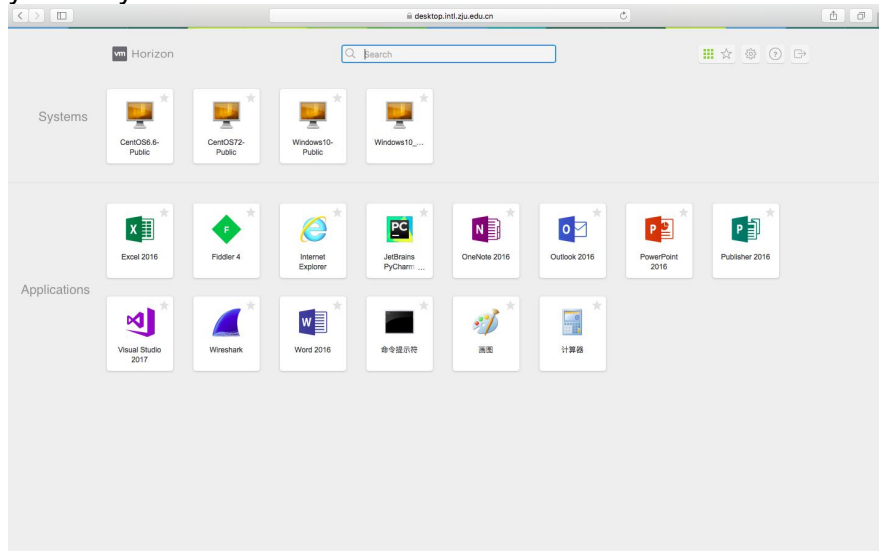 desktop.intl.zju.edu.cn
vm Horizon
Search
Systems
CentOS6.6-
Public
CentOS72-
Public
Windows10-
Public
Windows10_...
Applications
Excel 2016
Fiddler 4
Internet
Explorer
JetBrains
PyCharm ...
OneNote 2016
Outlook 2016
PowerPoint
2016
Publisher 2016
Visual Studio
2017
Wireshark
Word 2016
命令提示符
画图
计算器